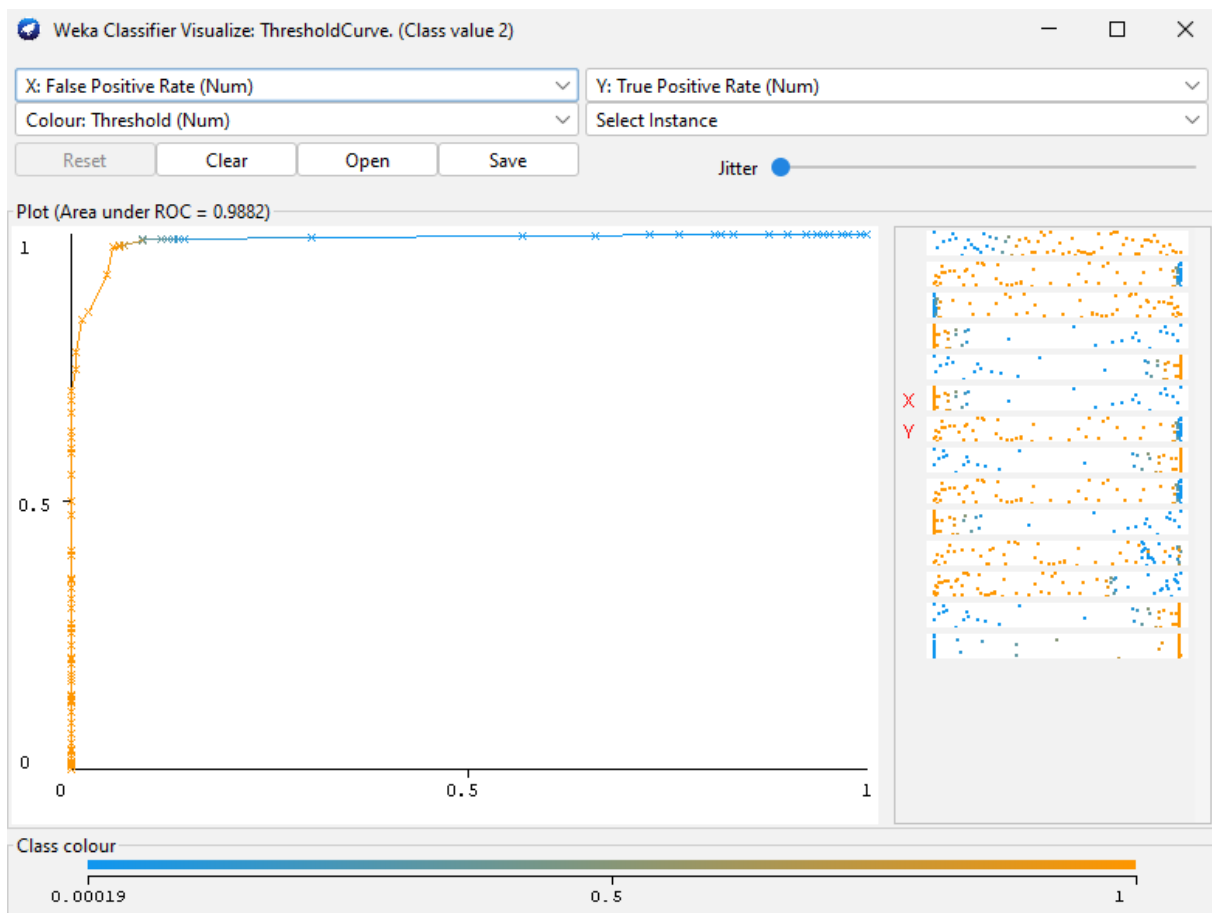 Weka Classifier Visualize: ThresholdCurve. (Class value 2)
X: False Positive Rate (Num) Y: True Positive Rate (Num)
Colour: Threshold (Num) Select Instance
Reset Clear Open Save Jitter
Plot (Area under ROC = 0.9882)
1
0.5
0
0 0.5 1
X
Y
Class colour
0.00019 0.5 1